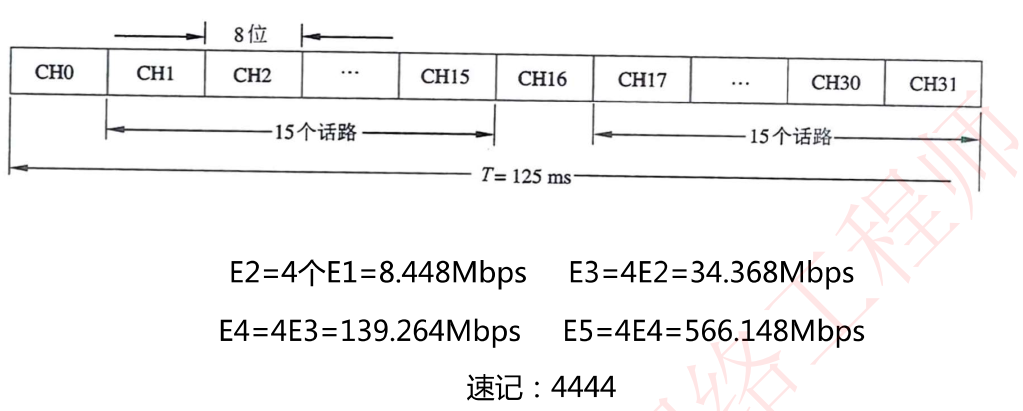 8位
CH0 CH1 CH2 … CH15 CH16 CH17 … CH30 CH31
15个话路 15个话路
T=125 ms
E2=4个E1=8.448Mbps E3=4E2=34.368Mbps
E4=4E3=139.264Mbps E5=4E4=566.148Mbps
速记：4444
络工程师